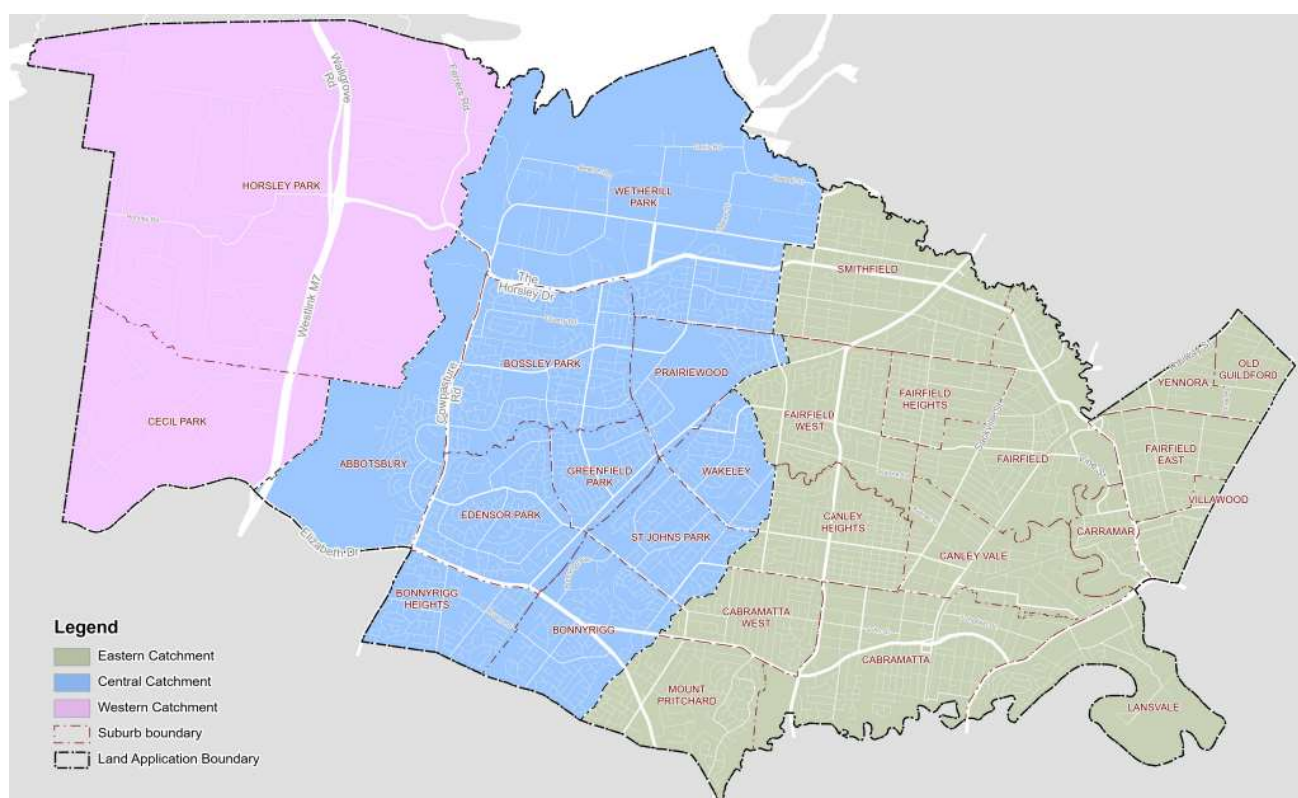 Wallgrove
Rd
Ferrers Rd
HORSLEY PARK
WETHERILL
PARK
Westlink M7
The
Horsley Dr
SMITHFIELD
CECIL PARK
ABBOTSBURY
Cowpasture
Rd
BOSSLEY PARK
PRAIRIEWOOD
FAIRFIELD
HEIGHTS
FAIRFIELD
WEST
YENNORA
OLD
GUILDFORD
FAIRFIELD
FAIRFIELD
EAST
VILLAWOOD
GREENFIELD
PARK
WAKELEY
EDENSOR PARK
ST JOHNS PARK
CANLEY
HEIGHTS
CANLEY VALE
CARRAMAR
Elizabeth Dr
BONNYRIGG
HEIGHTS
BONNYRIGG
CABRAMATTA
WEST
CABRAMATTA
MOUNT
PRITCHARD
LANSVALE
Legend
Eastern Catchment
Central Catchment
Western Catchment
Suburb boundary
Land Application Boundary